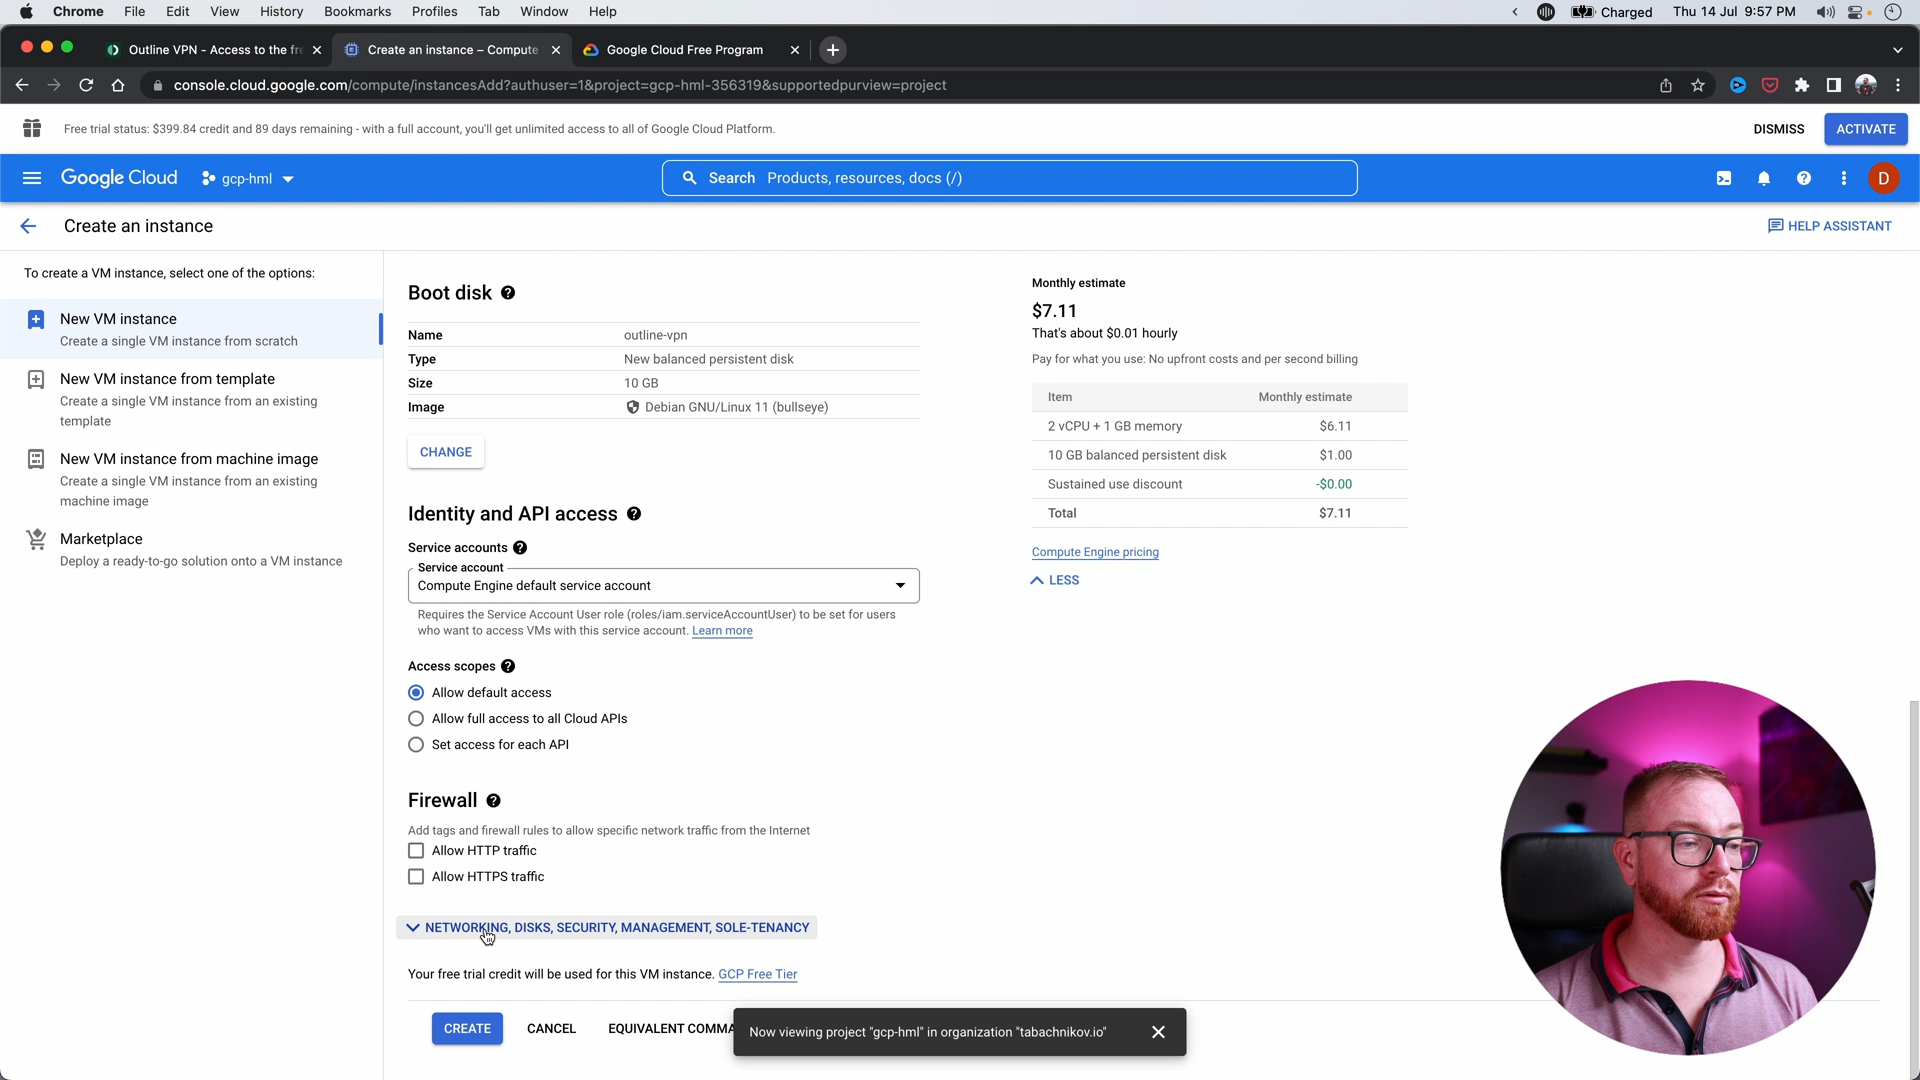 Chrome File Edit View History Bookmarks Profiles Tab Window Help
Charged Thu 14 Jul 9:57 PM
Outline VPN - Access to the fre
Create an instance – Compute
Google Cloud Free Program
console.cloud.google.com/compute/instancesAdd?authuser=1&project=gcp-hml-356319&supportedpurview=project
Free trial status: $399.84 credit and 89 days remaining - with a full account, you'll get unlimited access to all of Google Cloud Platform.
DISMISS
ACTIVATE
Google Cloud
gcp-hml
Search Products, resources, docs (/)
D
Create an instance
HELP ASSISTANT
To create a VM instance, select one of the options:
New VM instance
Create a single VM instance from scratch
New VM instance from template
Create a single VM instance from an existing
template
New VM instance from machine image
Create a single VM instance from an existing
machine image
Marketplace
Deploy a ready-to-go solution onto a VM instance
Boot disk
Name outline-vpn
Type New balanced persistent disk
Size 10 GB
Image Debian GNU/Linux 11 (bullseye)
CHANGE
Identity and API access
Service accounts
Service account
Compute Engine default service account
Requires the Service Account User role (roles/iam.serviceAccountUser) to be set for users
who want to access VMs with this service account. Learn more
Access scopes
Allow default access
Allow full access to all Cloud APIs
Set access for each API
Firewall
Add tags and firewall rules to allow specific network traffic from the Internet
Allow HTTP traffic
Allow HTTPS traffic
NETWORKING, DISKS, SECURITY, MANAGEMENT, SOLE-TENANCY
Your free trial credit will be used for this VM instance. GCP Free Tier
CREATE
CANCEL
EQUIVALENT COMMA
Now viewing project "gcp-hml" in organization "tabachnikov.io"
Monthly estimate
$7.11
That's about $0.01 hourly
Pay for what you use: No upfront costs and per second billing
Item Monthly estimate
2 vCPU + 1 GB memory $6.11
10 GB balanced persistent disk $1.00
Sustained use discount -$0.00
Total $7.11
Compute Engine pricing
LESS